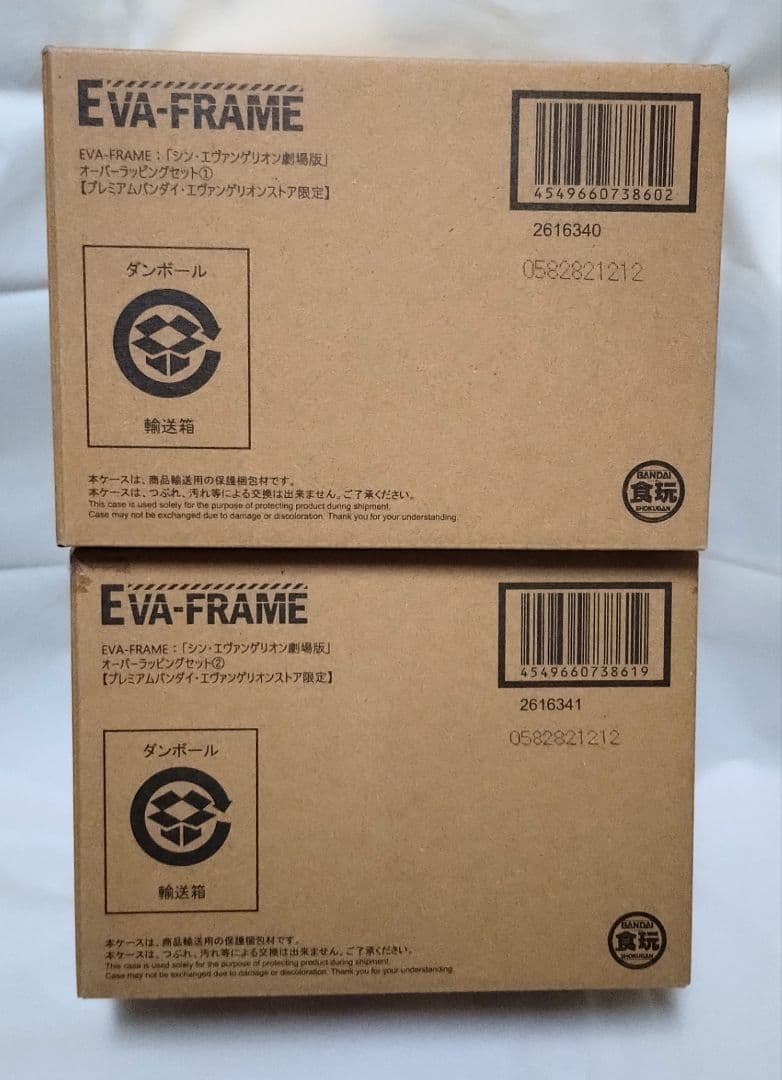 EVA-FRAME
EVA-FRAME:「シン・エヴァンゲリオン劇場版」
オーバーラッピングセット①
【プレミアムバンダイ・エヴァンゲリオンストア限定】
4549660738602
2616340
0582821212
ダンボール
輸送箱
本ケースは、商品輸送用の保護梱包材です。
本ケースは、つぶれ、汚れ等による交換は出来ません。ご了承ください。
This case is used solely for the purpose of protecting product during shipment.
Case may not be exchanged due to damage or discoloration. Thank you for your understanding.
BANDAI
食玩
SHOKUGAN
EVA-FRAME
EVA-FRAME:「シン・エヴァンゲリオン劇場版」
オーバーラッピングセット②
【プレミアムバンダイ・エヴァンゲリオンストア限定】
4549660738619
2616341
0582821212
ダンボール
輸送箱
本ケースは、商品輸送用の保護梱包材です。
本ケースは、つぶれ、汚れ等による交換は出来ません。ご了承ください。
This case is used solely for the purpose of protecting product during shipment.
Case may not be exchanged due to damage or discoloration. Thank you for your understanding.
BANDAI
食玩
SHOKUGAN